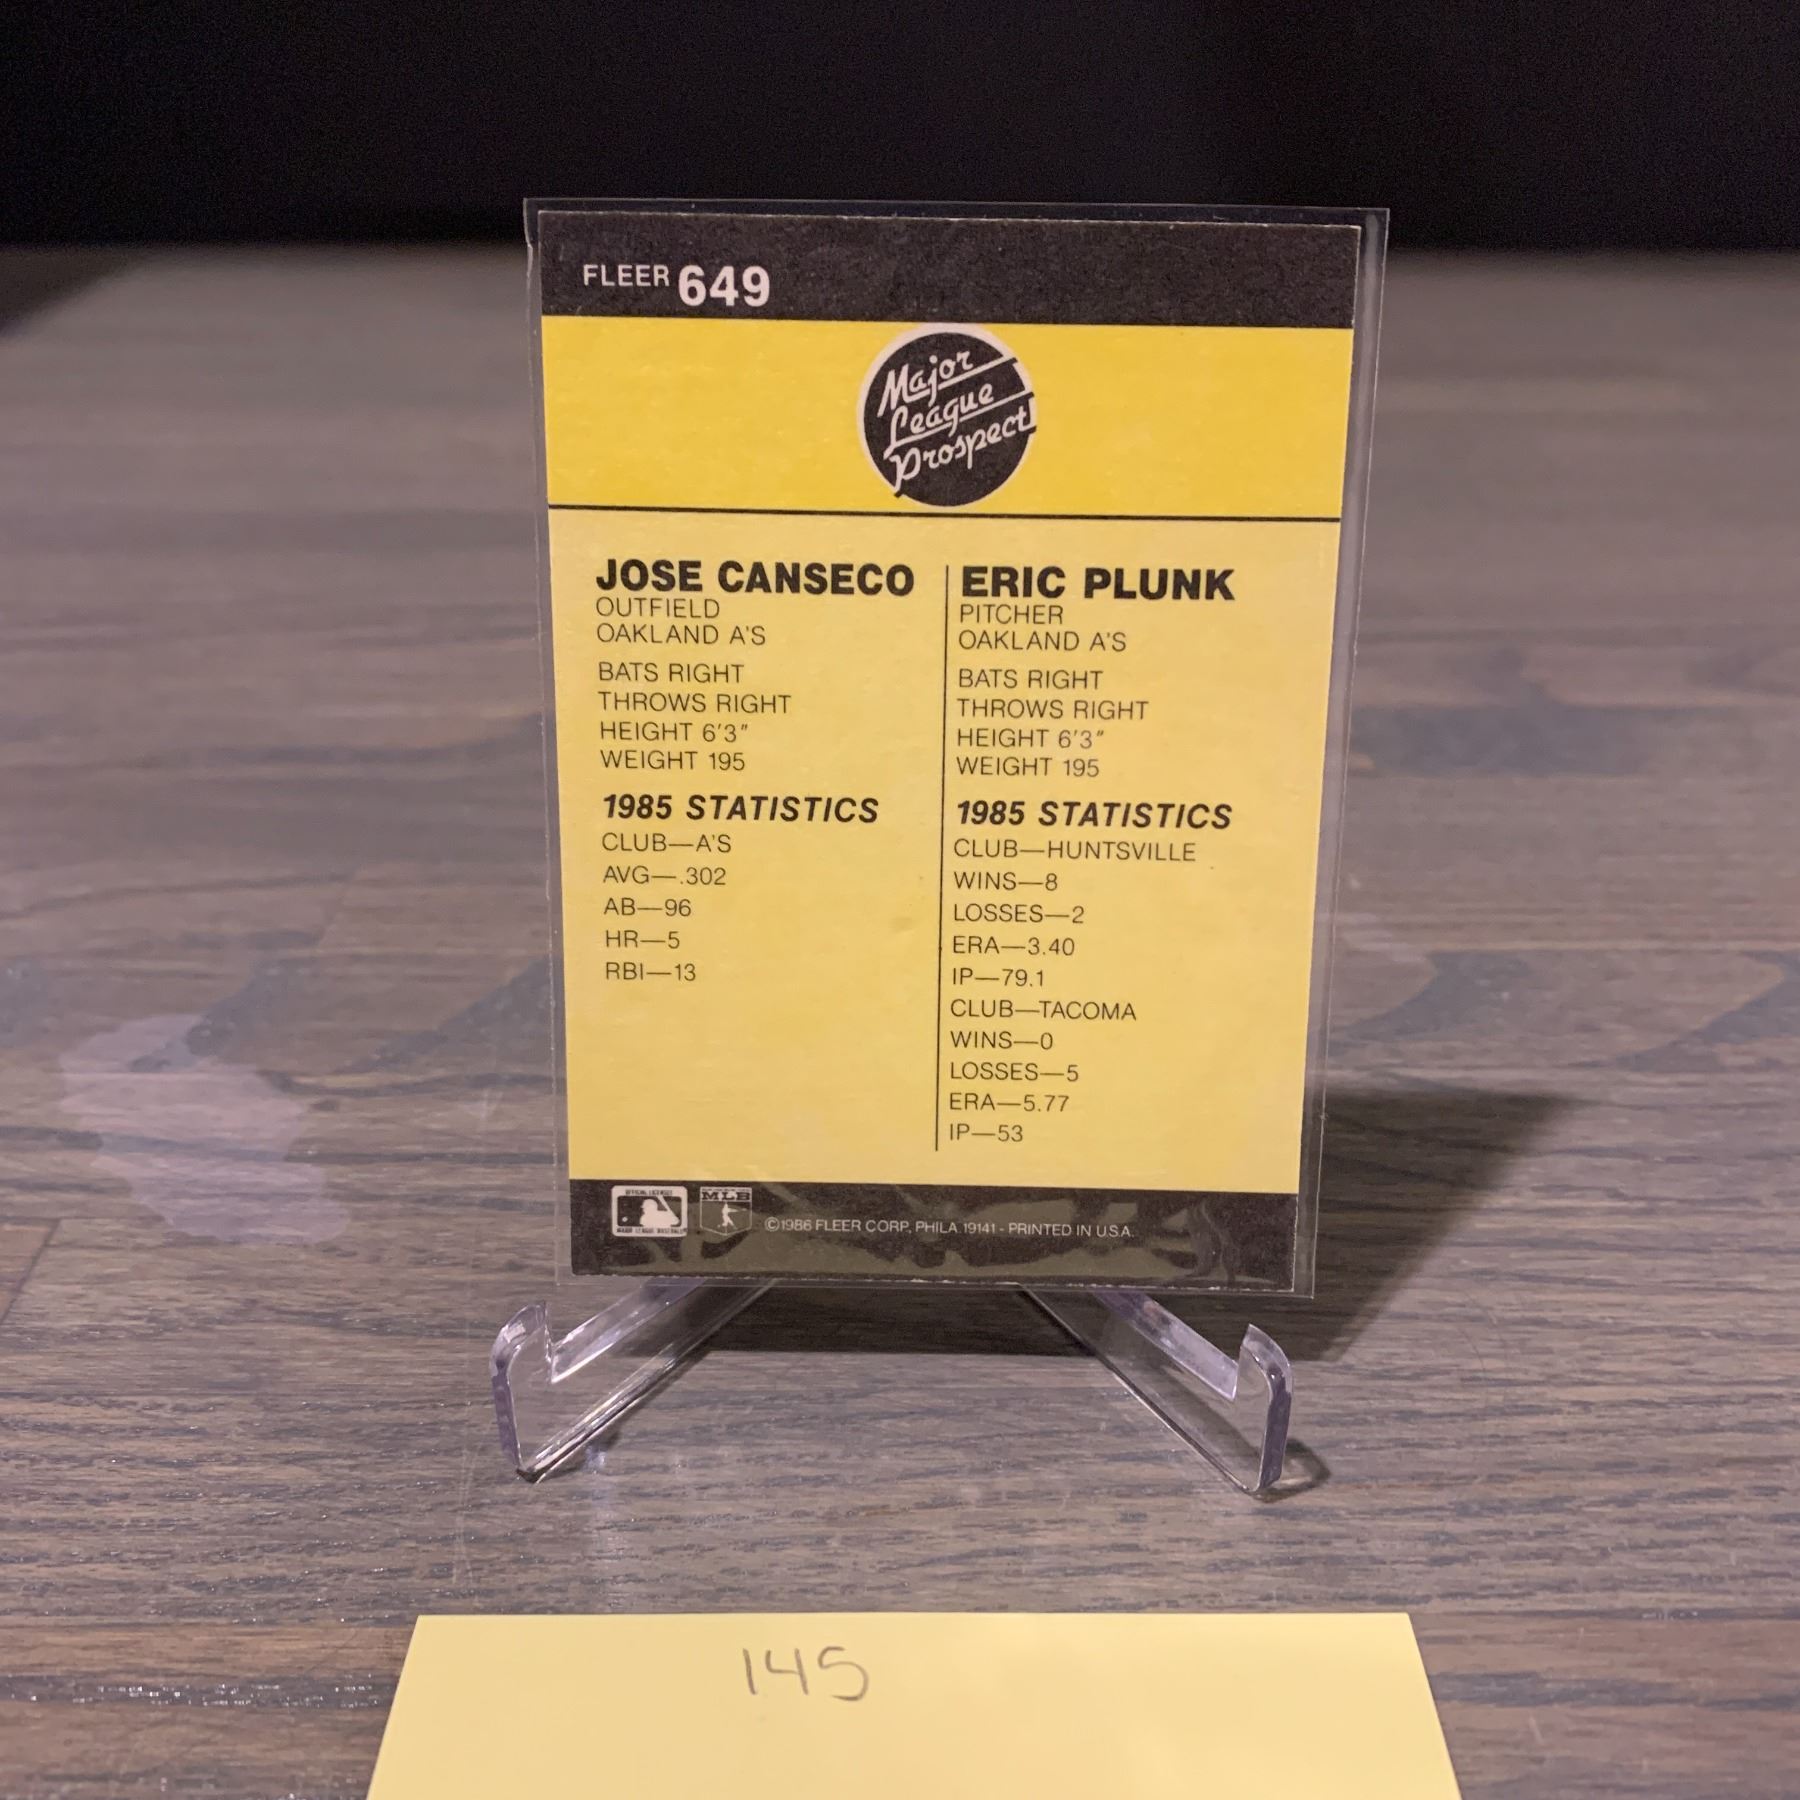 FLEER 649
Major
League
Prospect
JOSE CANSECO
OUTFIELD
OAKLAND A'S
BATS RIGHT
THROWS RIGHT
HEIGHT 6'3"
WEIGHT 195
1985 STATISTICS
CLUB—A'S
AVG—.302
AB—96
HR—5
RBI—13
ERIC PLUNK
PITCHER
OAKLAND A'S
BATS RIGHT
THROWS RIGHT
HEIGHT 6'3"
WEIGHT 195
1985 STATISTICS
CLUB—HUNTSVILLE
WINS—8
LOSSES—2
ERA—3.40
IP—79.1
CLUB—TACOMA
WINS—0
LOSSES—5
ERA—5.77
IP—53
MLB
©1986 FLEER CORP., PHILA. 19141 - PRINTED IN U.S.A.
145